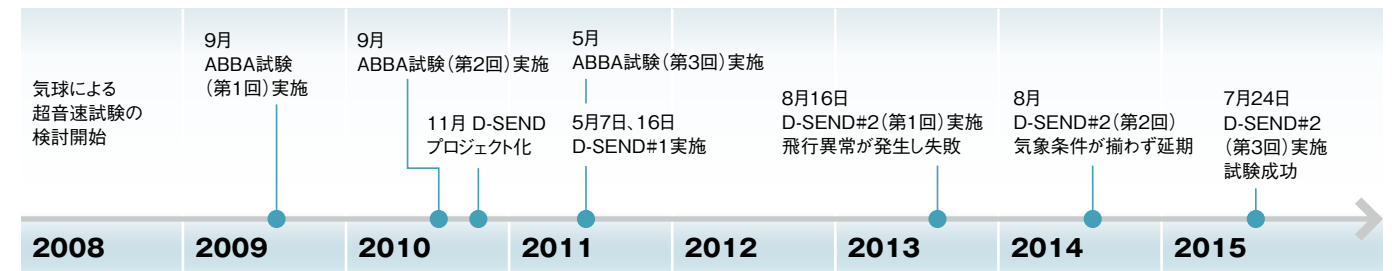 気球による
超音速試験の
検討開始
9月
ABBA試験
（第1回）実施
9月
ABBA試験（第2回）実施
11月 D-SEND
プロジェクト化
5月
ABBA試験（第3回）実施
5月7日、16日
D-SEND#1実施
8月16日
D-SEND#2（第1回）実施
飛行異常が発生し失敗
8月
D-SEND#2（第2回）
気象条件が揃わず延期
7月24日
D-SEND#2
（第3回）実施
試験成功
2008 2009 2010 2011 2012 2013 2014 2015